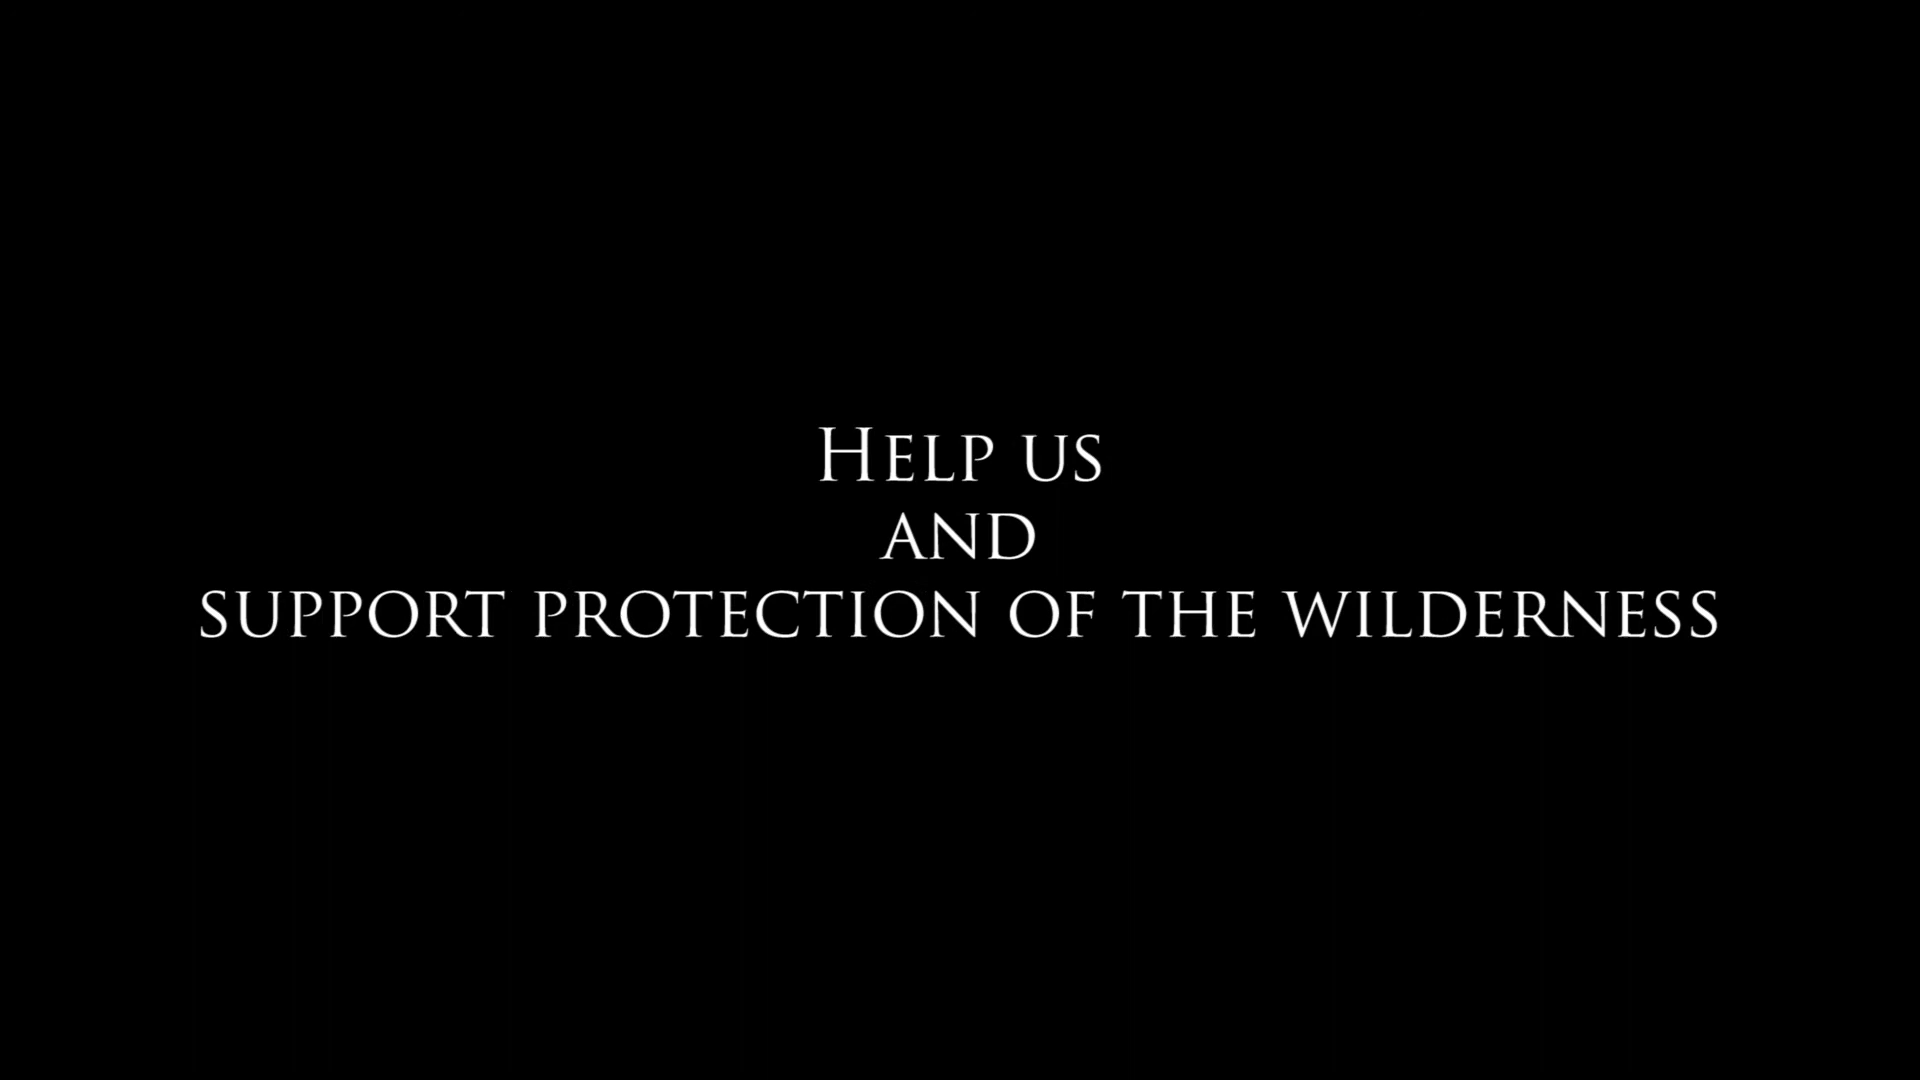 Help us
and
support protection of the wilderness